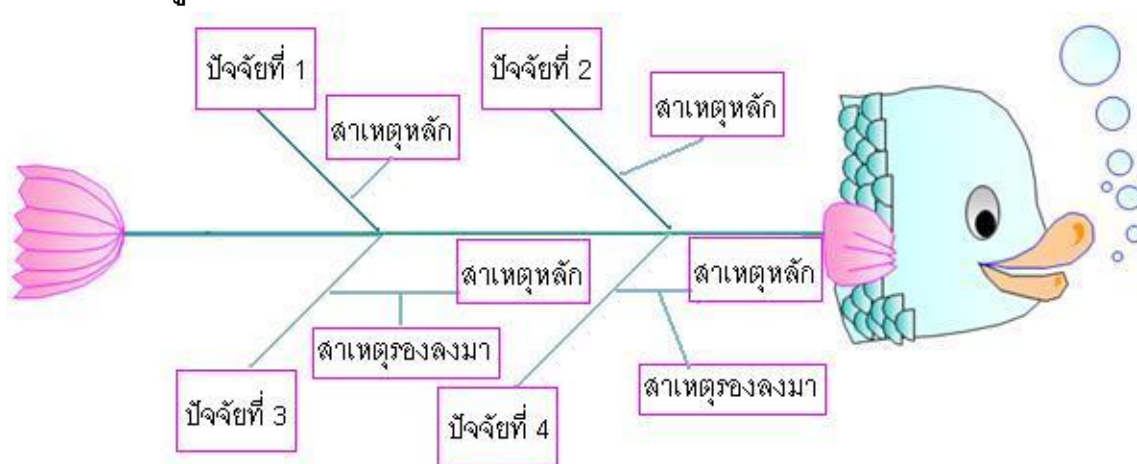 ปัจจัยที่ 1
ปัจจัยที่ 2
สาเหตุหลัก
สาเหตุหลัก
สาเหตุหลัก
สาเหตุหลัก
สาเหตุรองลงมา
สาเหตุรองลงมา
ปัจจัยที่ 3
ปัจจัยที่ 4